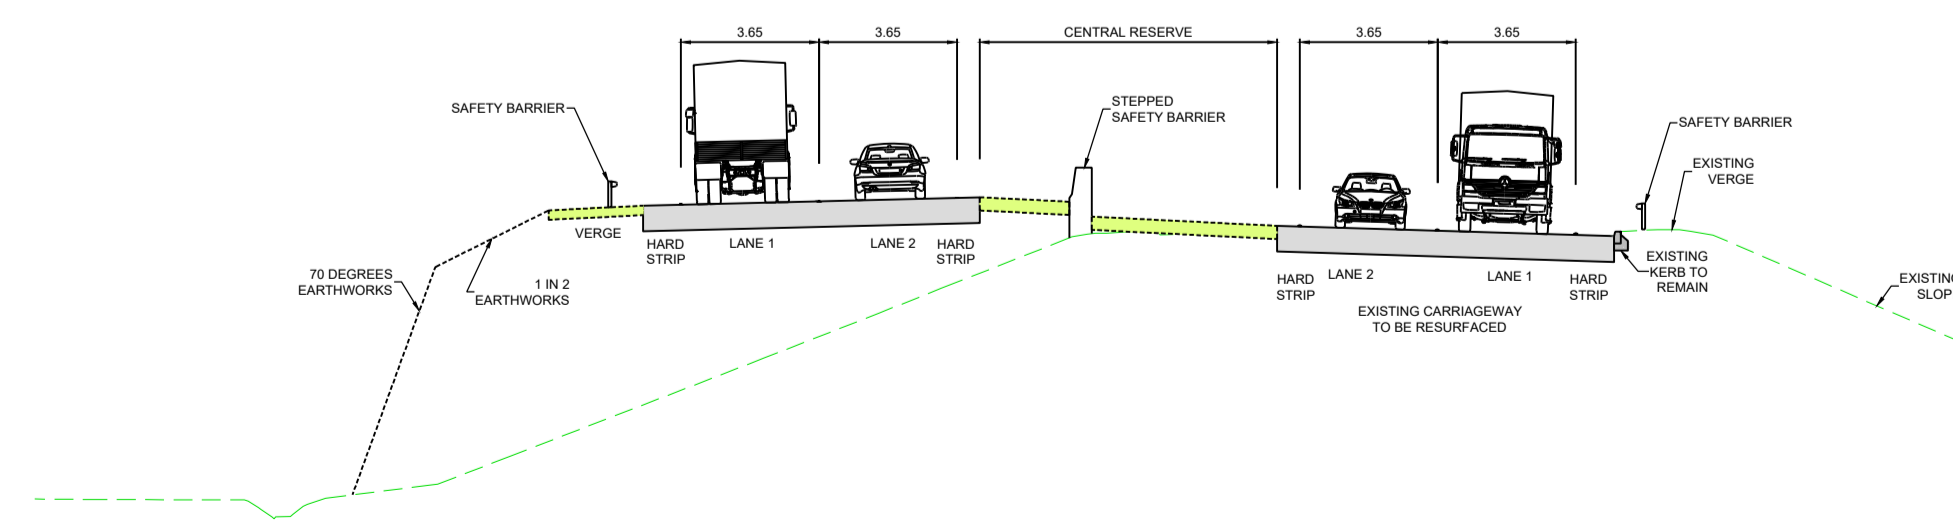 3.65
3.65
CENTRAL RESERVE
3.65
3.65
SAFETY BARRIER
STEPPED
SAFETY BARRIER
SAFETY BARRIER
EXISTING
VERGE
VERGE
HARD
STRIP
LANE 1
LANE 2
HARD
STRIP
70 DEGREES
EARTHWORKS
1 IN 2
EARTHWORKS
HARD
STRIP
LANE 2
LANE 1
HARD
STRIP
EXISTING
KERB TO
REMAIN
EXISTING CARRIAGEWAY
TO BE RESURFACED
EXISTIN
SLOP